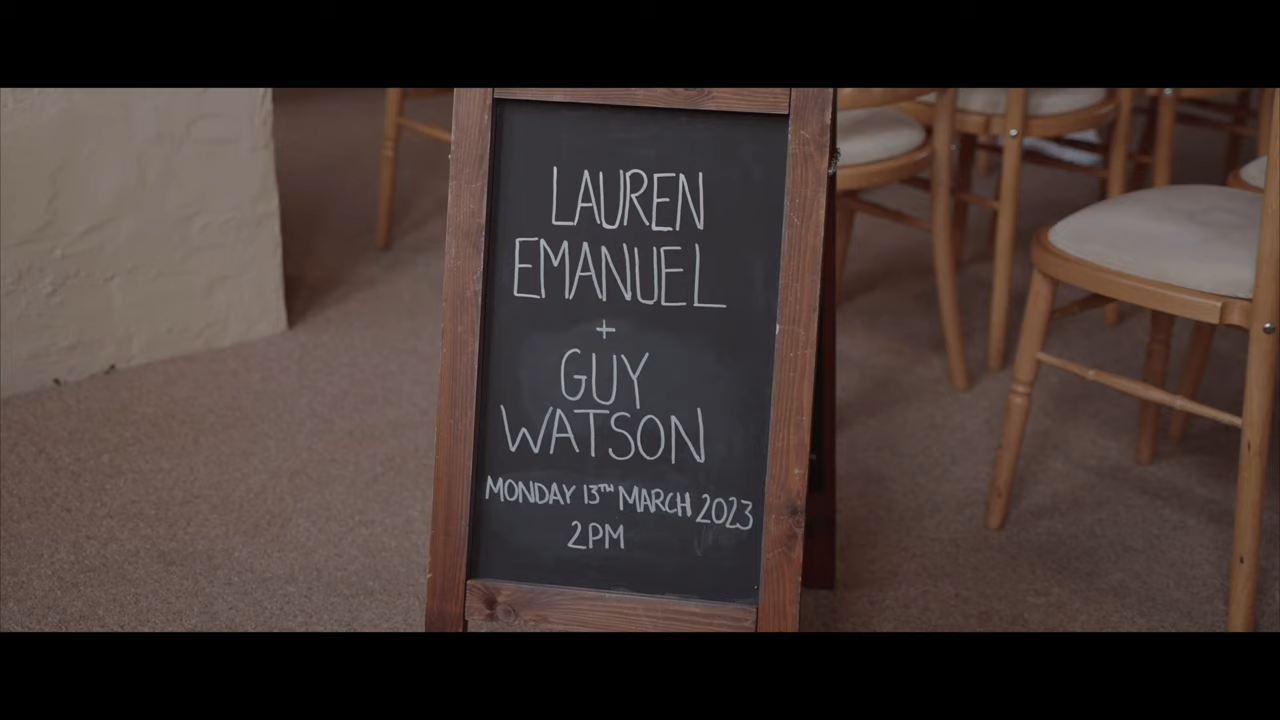 LAUREN
EMANUEL
+
GUY
WATSON
MONDAY 13TH MARCH 2023
2PM